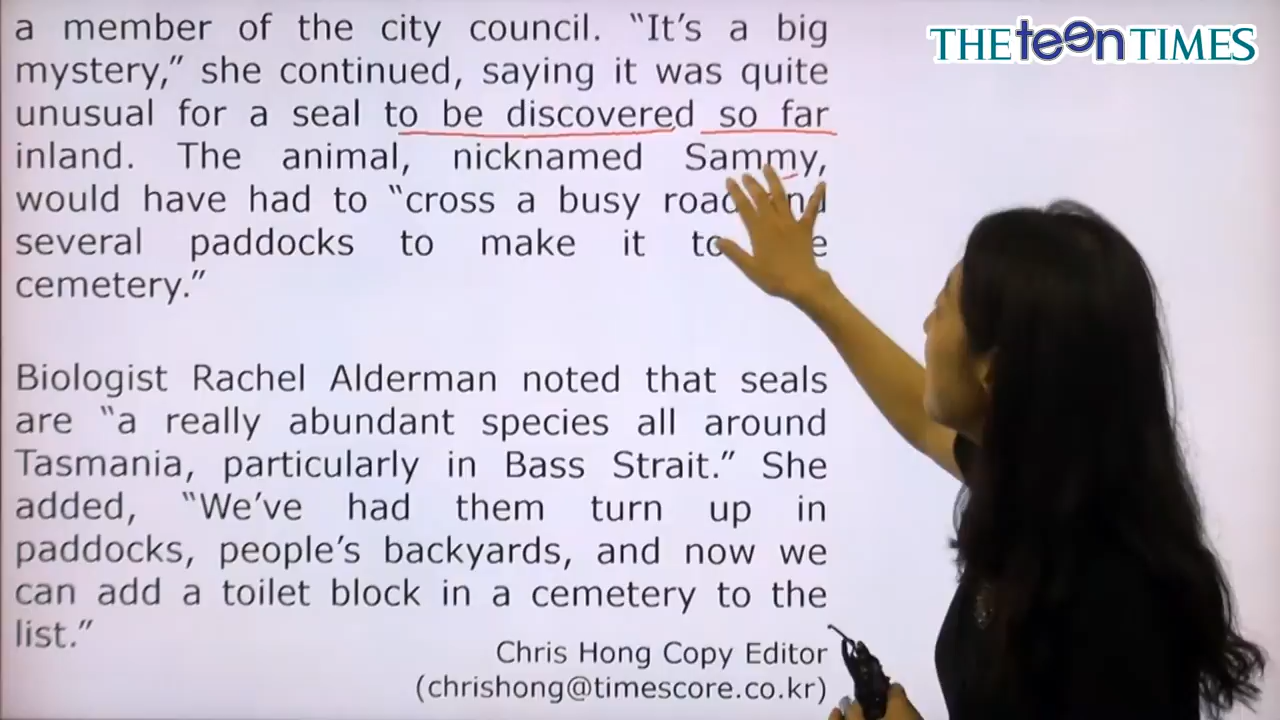 THE teen TIMES
a member of the city council. “It’s a big
mystery,” she continued, saying it was quite
unusual for a seal to be discovered so far
inland. The animal, nicknamed Sammy,
would have had to “cross a busy road and
several paddocks to make it to
cemetery.”
Biologist Rachel Alderman noted that seals
are “a really abundant species all around
Tasmania, particularly in Bass Strait.” She
added, “We’ve had them turn up in
paddocks, people’s backyards, and now we
can add a toilet block in a cemetery to the
list.”
Chris Hong Copy Editor
(chrishong@timescore.co.kr)